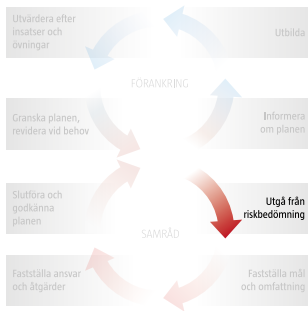 Utvärdera efter
insatser och
övningar
Utbilda
FÖRANKRING
Granska planen,
revidera vid behov
Informera
om planen
Slutföra och
godkänna
planen
Utgå från
riskbedömning
SAMRÅD
Fastställa ansvar
och åtgärder
Fastställa mål
och omfattning